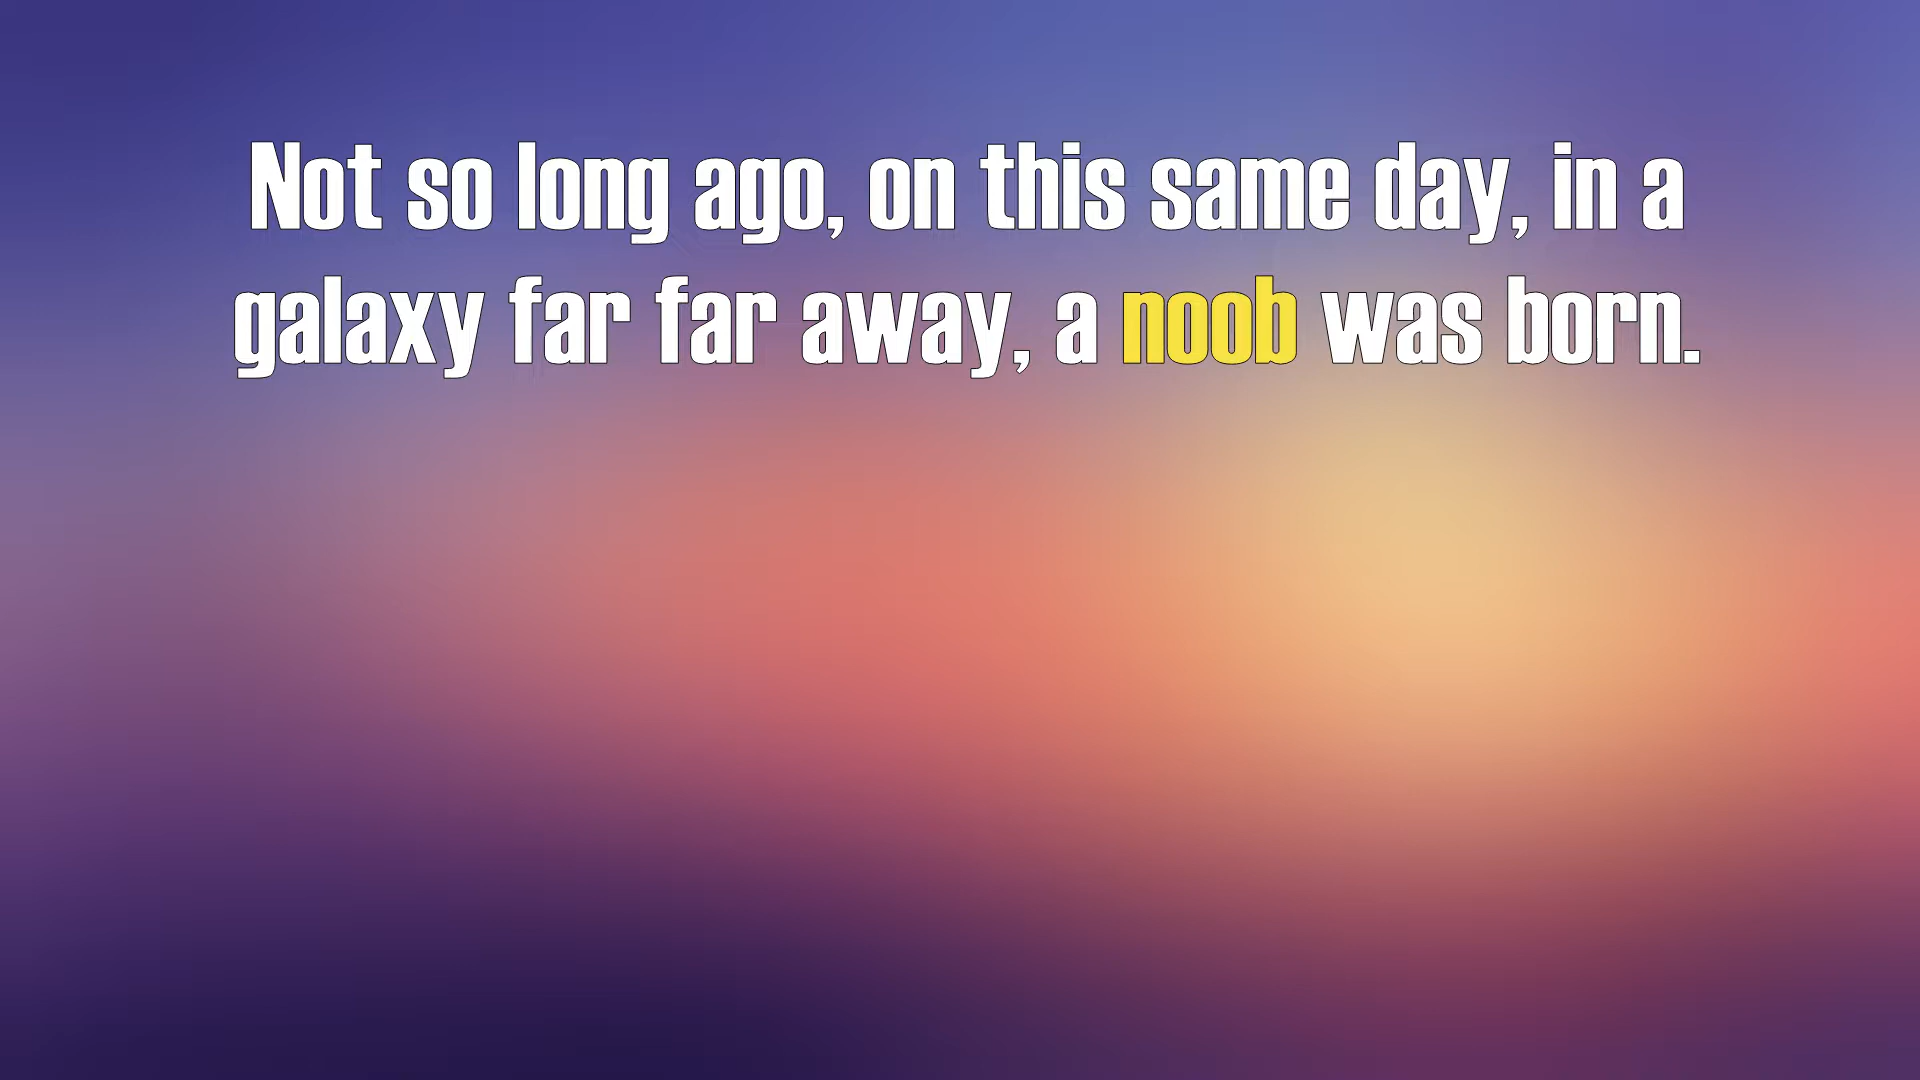 Not so long ago, on this same day, in a
galaxy far far away, a noob was born.